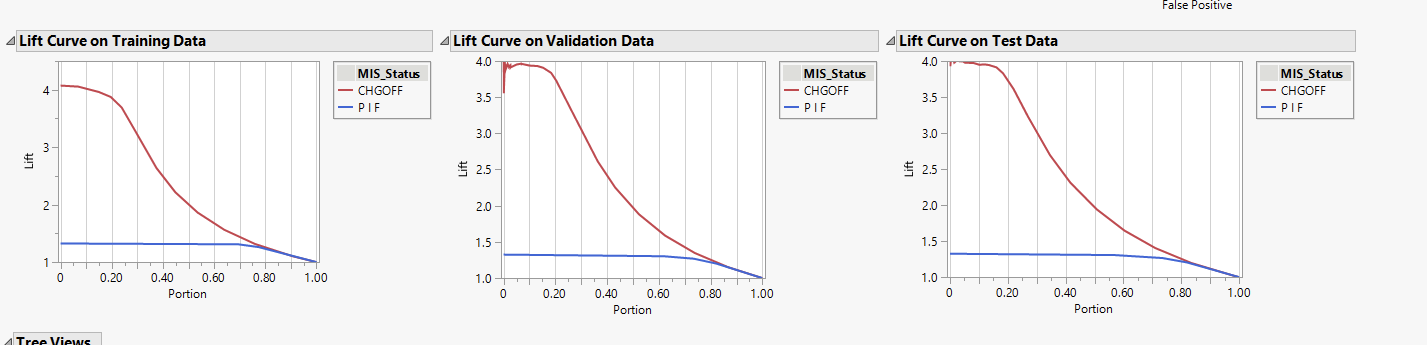 False Positive
Lift Curve on Training Data
4
3
2
1
Lift
0 0.20 0.40 0.60 0.80 1.00
Portion
MIS_Status
CHGOFF
P I F
Lift Curve on Validation Data
4.0
3.5
3.0
2.5
2.0
1.5
1.0
Lift
0 0.20 0.40 0.60 0.80 1.00
Portion
MIS_Status
CHGOFF
P I F
Lift Curve on Test Data
4.0
3.5
3.0
2.5
2.0
1.5
1.0
Lift
0 0.20 0.40 0.60 0.80 1.00
Portion
MIS_Status
CHGOFF
P I F
Tree Views